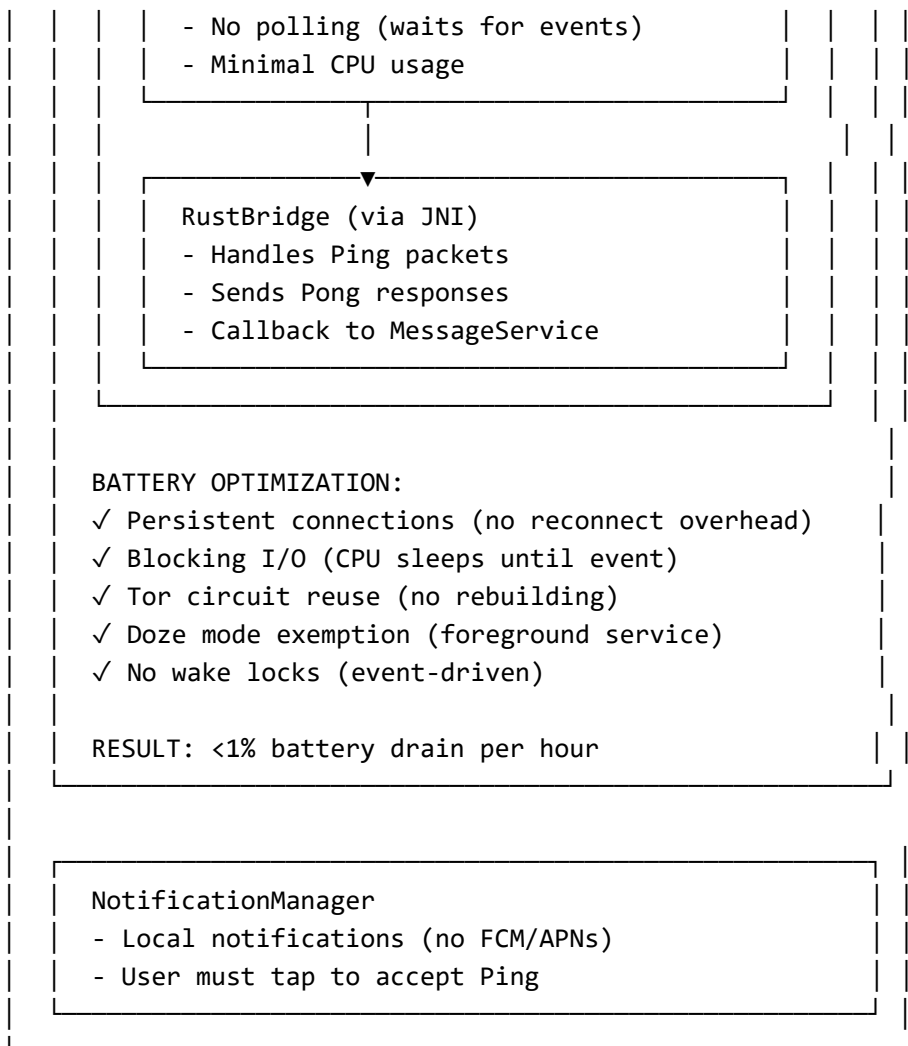 - No polling (waits for events)
- Minimal CPU usage
RustBridge (via JNI)
- Handles Ping packets
- Sends Pong responses
- Callback to MessageService
BATTERY OPTIMIZATION:
✓ Persistent connections (no reconnect overhead)
✓ Blocking I/O (CPU sleeps until event)
✓ Tor circuit reuse (no rebuilding)
✓ Doze mode exemption (foreground service)
✓ No wake locks (event-driven)
RESULT: <1% battery drain per hour
NotificationManager
- Local notifications (no FCM/APNs)
- User must tap to accept Ping